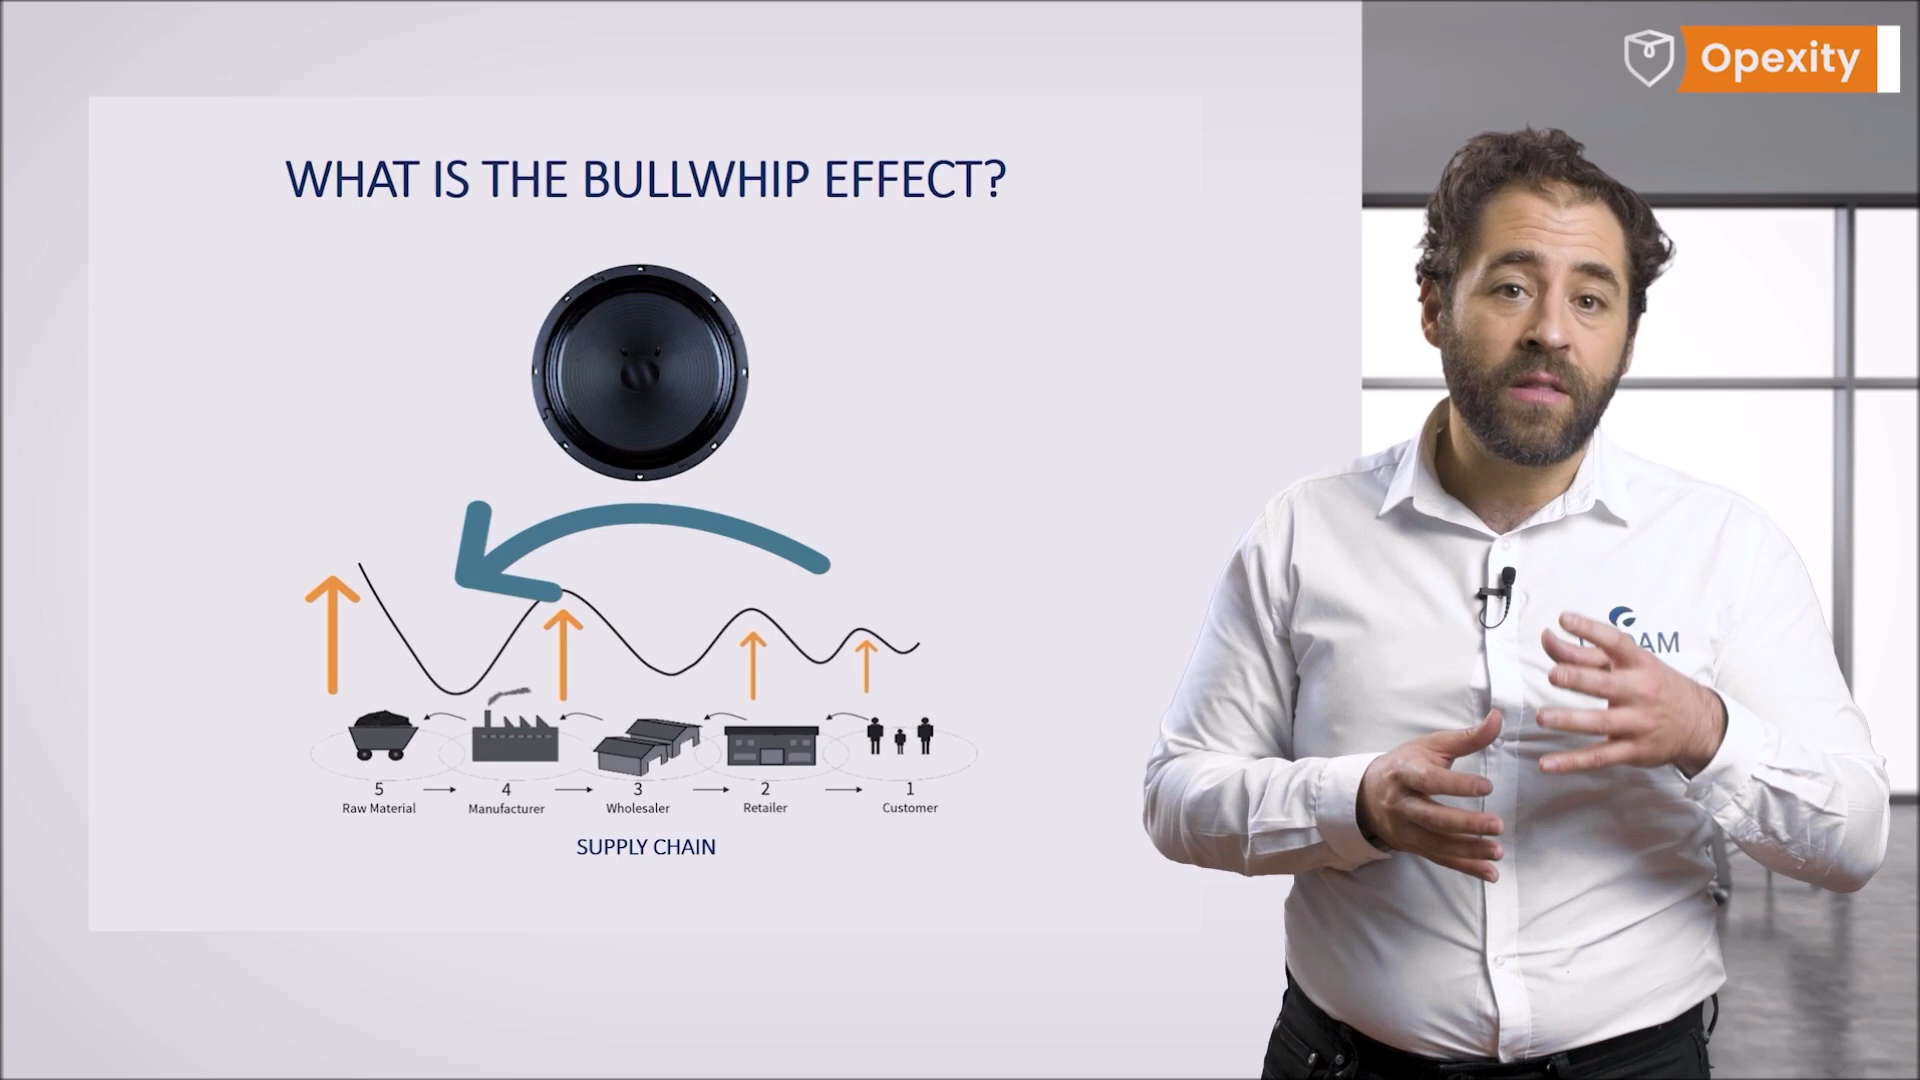 Opexity
WHAT IS THE BULLWHIP EFFECT?
5
Raw Material
4
Manufacturer
3
Wholesaler
2
Retailer
1
Customer
SUPPLY CHAIN